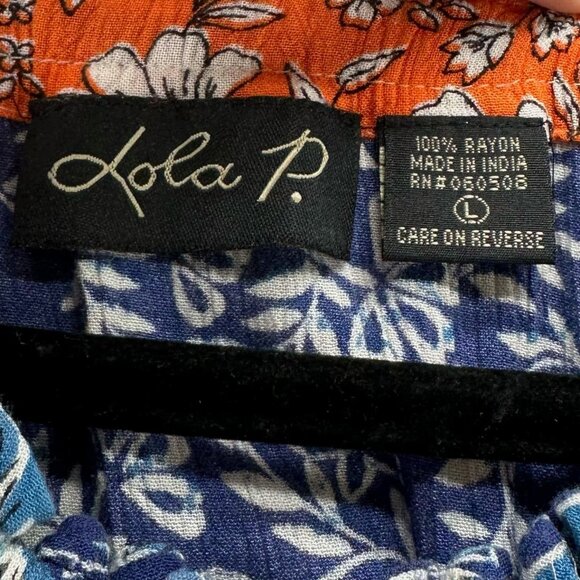 Lola P.
100% RAYON
MADE IN INDIA
RN#060508
L
CARE ON REVERSE